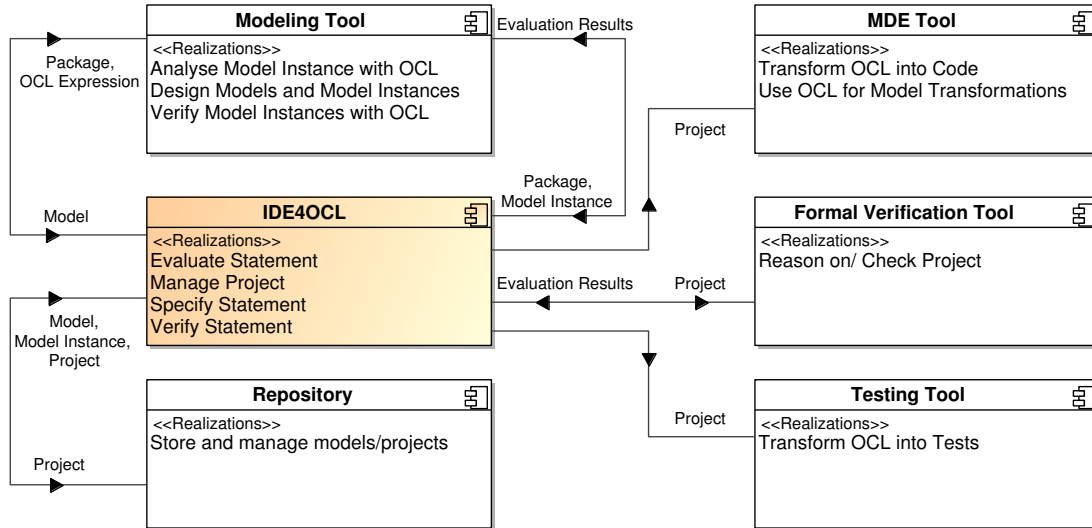 Modeling Tool
<<Realizations>>
Analyse Model Instance with OCL
Design Models and Model Instances
Verify Model Instances with OCL
Package,
OCL Expression
Model
Evaluation Results
Package,
Model Instance
MDE Tool
<<Realizations>>
Transform OCL into Code
Use OCL for Model Transformations
Project
IDE4OCL
<<Realizations>>
Evaluate Statement
Manage Project
Specify Statement
Verify Statement
Evaluation Results
Project
Formal Verification Tool
<<Realizations>>
Reason on/ Check Project
Model,
Model Instance,
Project
Project
Repository
<<Realizations>>
Store and manage models/projects
Project
Testing Tool
<<Realizations>>
Transform OCL into Tests